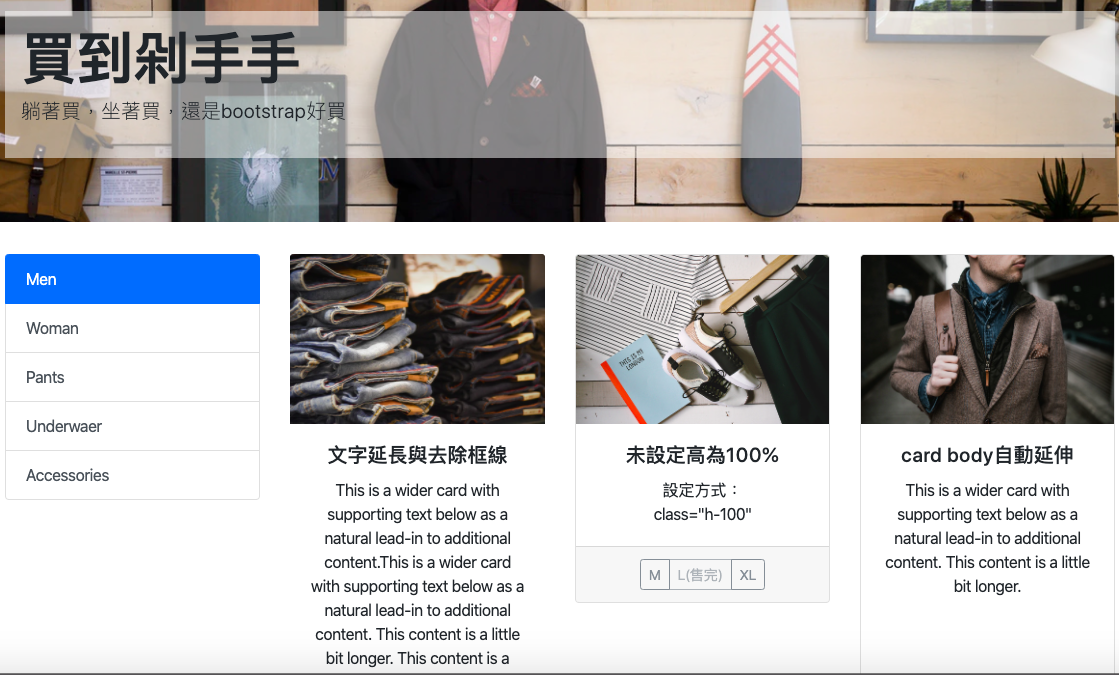 買到剁手手
躺著買，坐著買，還是bootstrap好買
Men
Woman
Pants
Underwaer
Accessories
文字延長與去除框線
This is a wider card with
supporting text below as a
natural lead-in to additional
content.This is a wider card
with supporting text below as a
natural lead-in to additional
content. This content is a little
bit longer. This content is a
THIS IS MY
LONDON
未設定高為100%
設定方式：
class="h-100"
M
L(售完)
XL
card body自動延伸
This is a wider card with
supporting text below as a
natural lead-in to additional
content. This content is a little
bit longer.